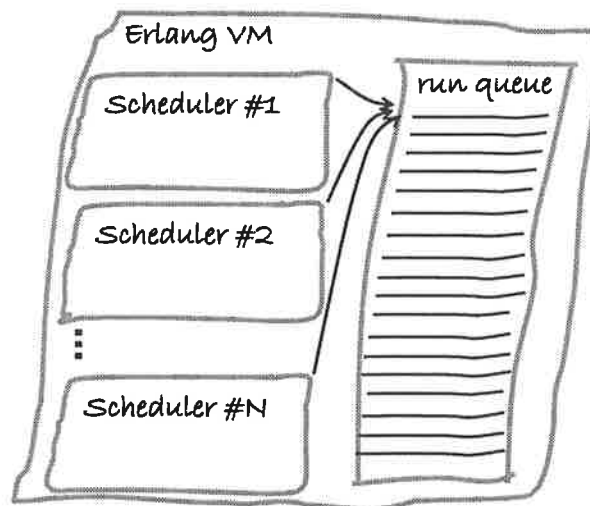 Erlang VM
run queue
Scheduler #1
Scheduler #2
Scheduler #N